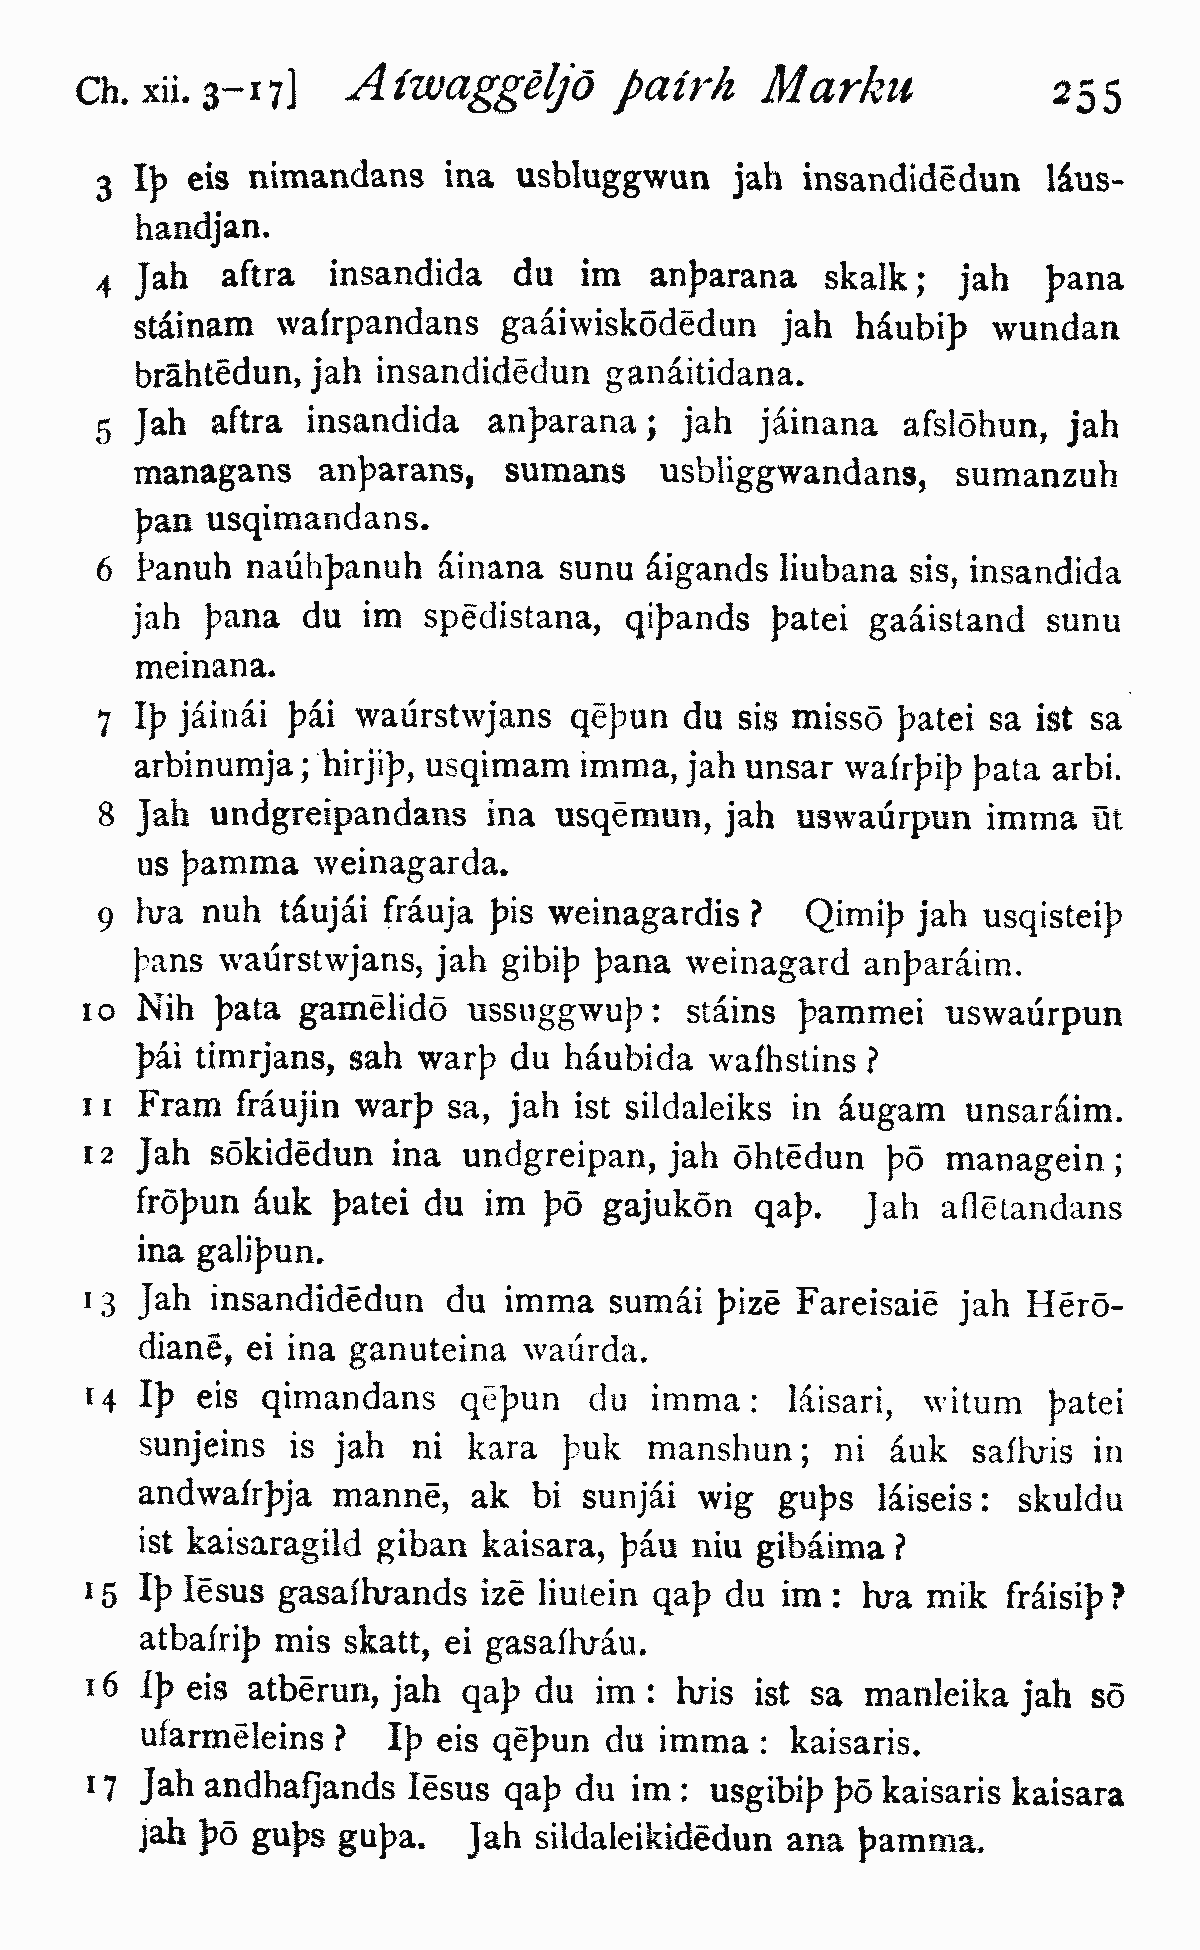 Ch. xii. 3–17] Aíwaggēljō þaírh Marku 255
3 Iþ eis nimandans ina usbluggwun jah insandidēdun láus-
handjan.
4 Jah aftra insandida du im anþarana skalk; jah þana
stáinam waírpandans gaáiwiskōdēdun jah háubiþ wundan
brāhtēdun, jah insandidēdun ganáitidana.
5 Jah aftra insandida anþarana; jah jáinana afslōhun, jah
managans anþarans, sumans usbliggwandans, sumanzuh
þan usqimandans.
6 Þanuh naúhþanuh áinana sunu áigands liubana sis, insandida
jah þana du im spēdistana, qiþands þatei gaáistand sunu
meinana.
7 Iþ jáinái þái waúrstwjans qēþun du sis missō þatei sa ist sa
arbinumja; hirjiþ, usqimam imma, jah unsar waírþiþ þata arbi.
8 Jah undgreipandans ina usqēmun, jah uswaúrpun imma ūt
us þamma weinagarda.
9 ƕa nuh táujái fráuja þis weinagardis? Qimiþ jah usqisteiþ
þans waúrstwjans, jah gibiþ þana weinagard anþaráim.
10 Nih þata gamēlidō ussuggwuþ: stáins þammei uswaúrpun
þái timrjans, sah warþ du háubida waíhstins?
11 Fram fráujin warþ sa, jah ist sildaleiks in áugam unsaráim.
12 Jah sōkidēdun ina undgreipan, jah ōhtēdun þō managein;
frōþun áuk þatei du im þō gajukōn qaþ. Jah aflētandans
ina galiþun.
13 Jah insandidēdun du imma sumái þizē Fareisaiē jah Hērō-
dianē, ei ina ganuteina waúrda.
14 Iþ eis qimandans qēþun du imma: láisari, witum þatei
sunjeins is jah ni kara þuk manshun; ni áuk saíƕis in
andwaírþja mannē, ak bi sunjái wig guþs láiseis: skuldu
ist kaisaragild giban kaisara, þáu niu gibáima?
15 Iþ Iēsus gasaíƕands izē liutein qaþ du im: ƕa mik fráisiþ?
atbaíriþ mis skatt, ei gasaíƕáu.
16 Iþ eis atbērun, jah qaþ du im: ƕis ist sa manleika jah sō
ufarmēleins? Iþ eis qēþun du imma: kaisaris.
17 Jah andhafjands Iēsus qaþ du im: usgibiþ þō kaisaris kaisara
jah þō guþs guþa. Jah sildaleikidēdun ana þamma.